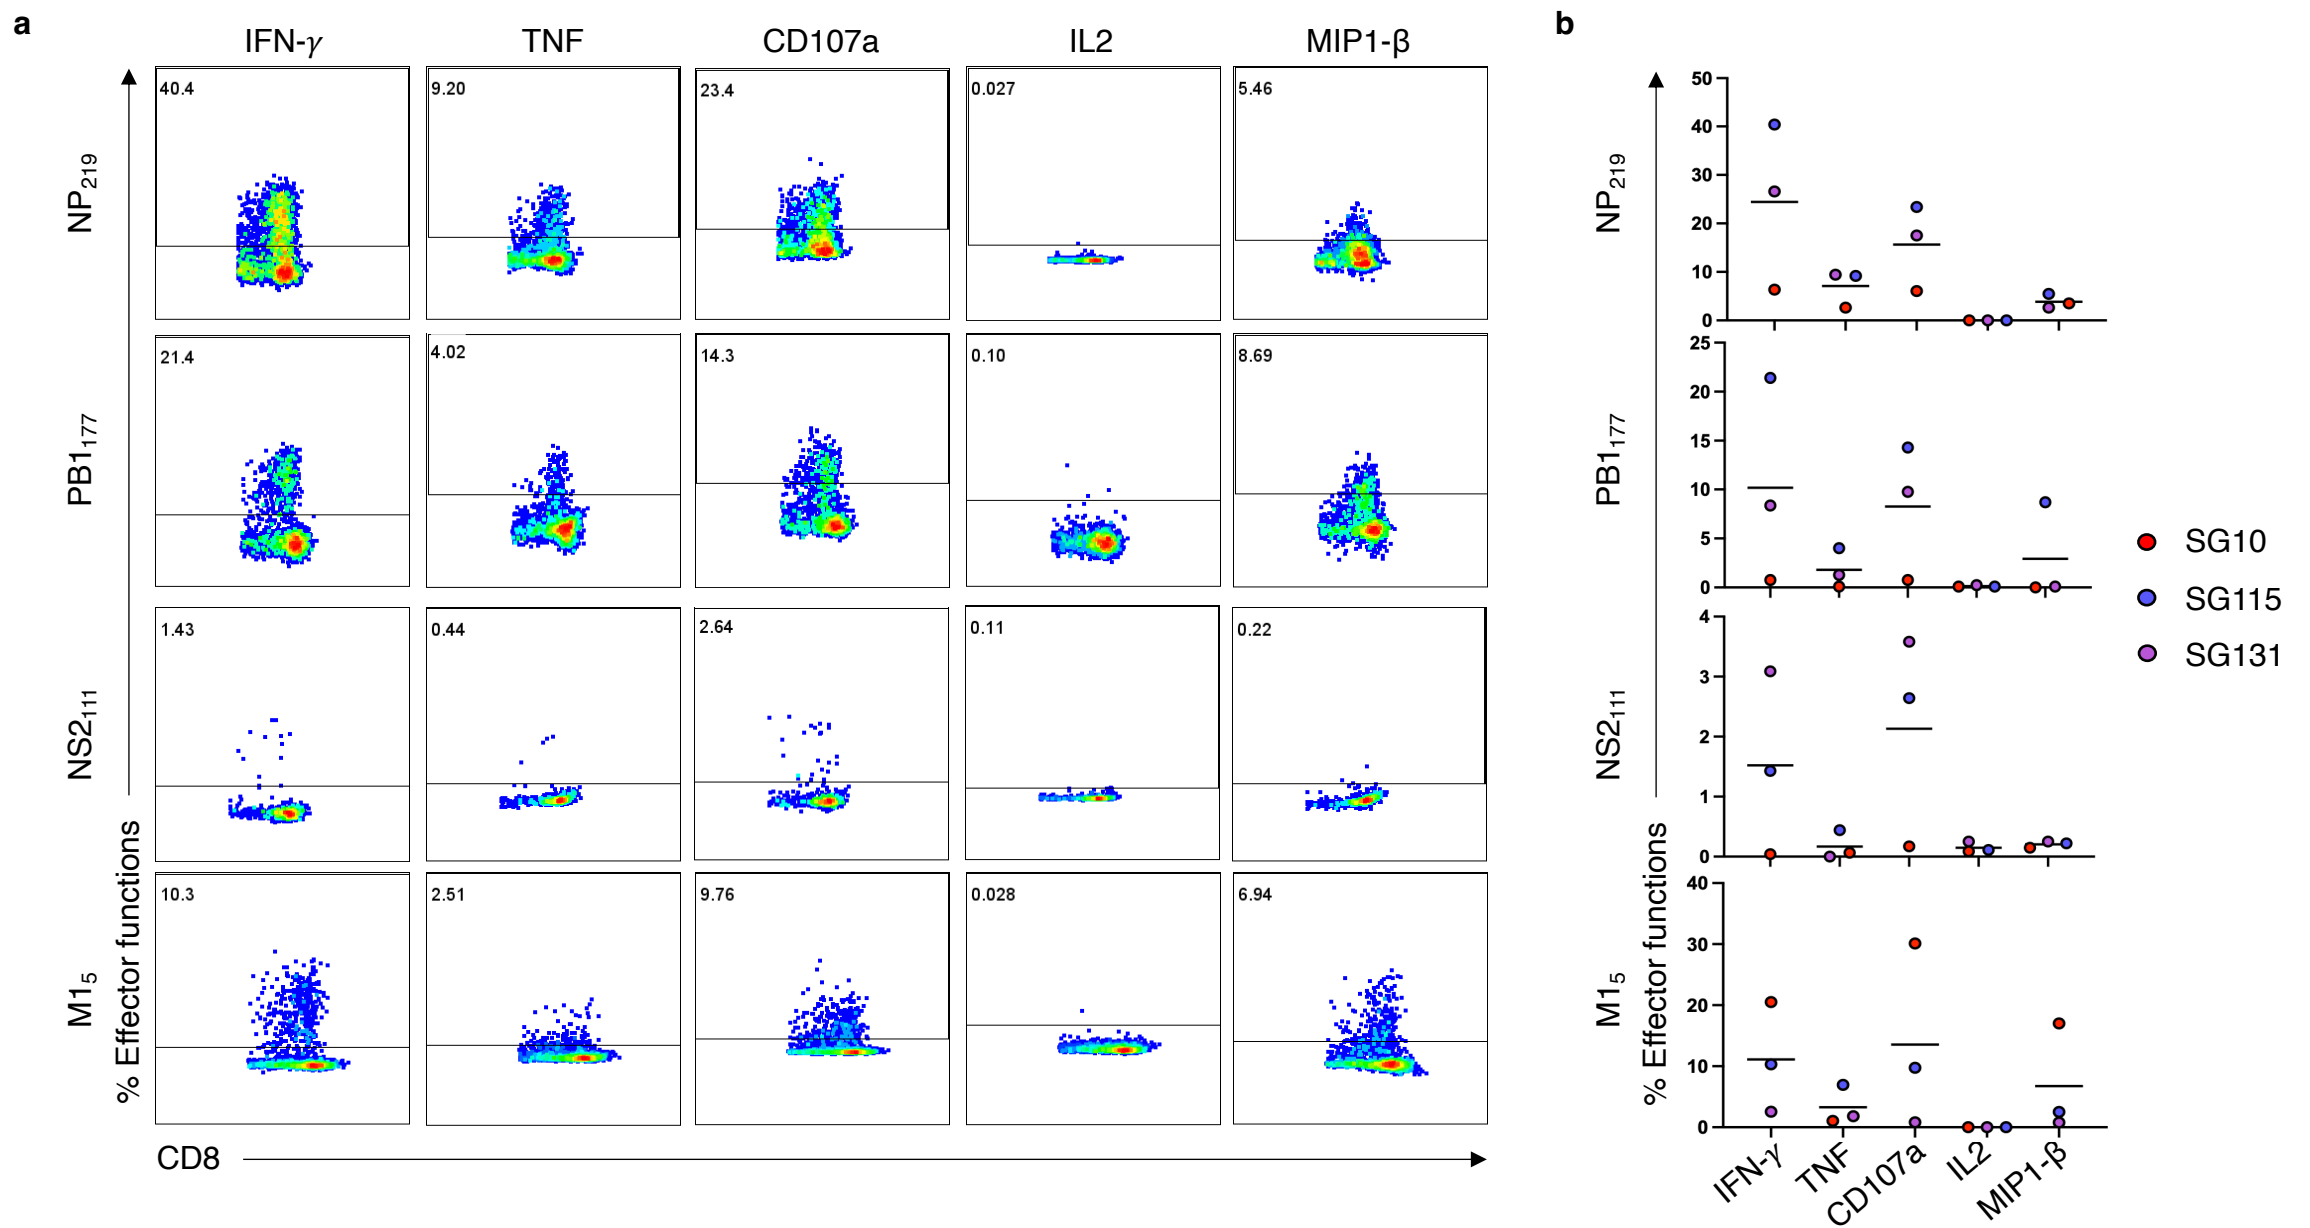 a
IFN-γ TNF CD107a IL2 MIP1-β
NP219
40.4 9.20 23.4 0.027 5.46
PB1177
21.4 4.02 14.3 0.10 8.69
NS2111
1.43 0.44 2.64 0.11 0.22
M15
10.3 2.51 9.76 0.028 6.94
% Effector functions
CD8
b
NP219
50
40
30
20
10
0
PB1177
25
20
15
10
5
0
NS2111
4
3
2
1
0
M15
40
30
20
10
0
% Effector functions
IFN-γ TNF CD107a IL2 MIP1-β
SG10
SG115
SG131